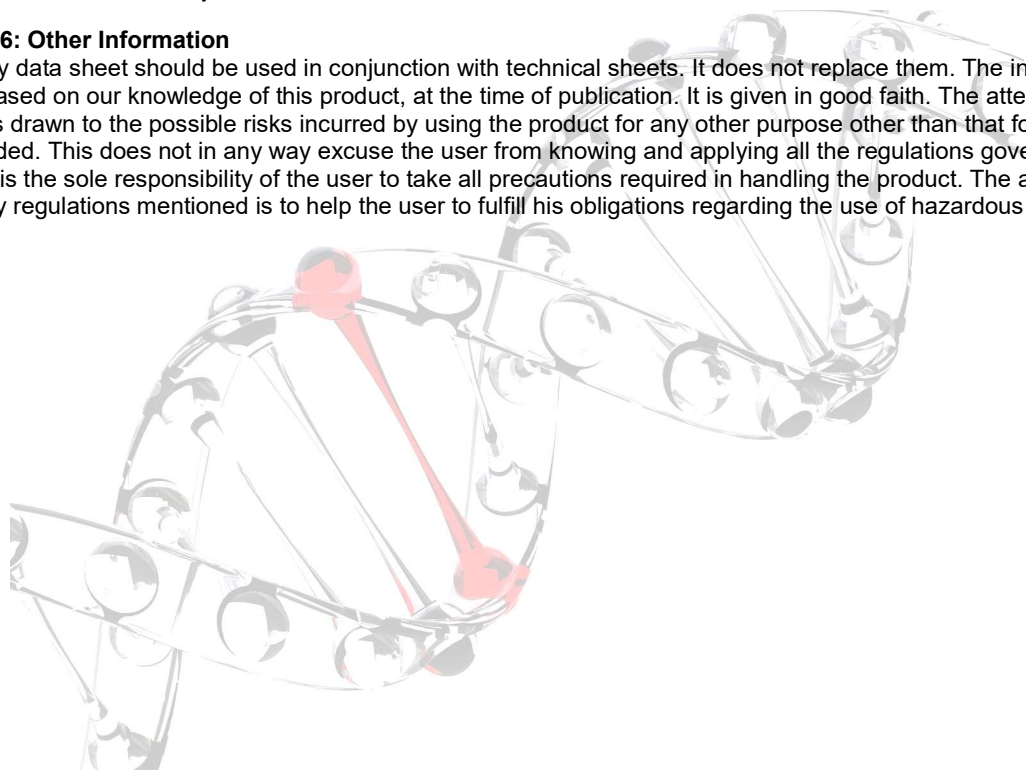 6: Other Information
y data sheet should be used in conjunction with technical sheets. It does not replace them. The in
ased on our knowledge of this product, at the time of publication. It is given in good faith. The atte
s drawn to the possible risks incurred by using the product for any other purpose other than that fo
ded. This does not in any way excuse the user from knowing and applying all the regulations gove
is the sole responsibility of the user to take all precautions required in handling the product. The a
y regulations mentioned is to help the user to fulfill his obligations regarding the use of hazardous